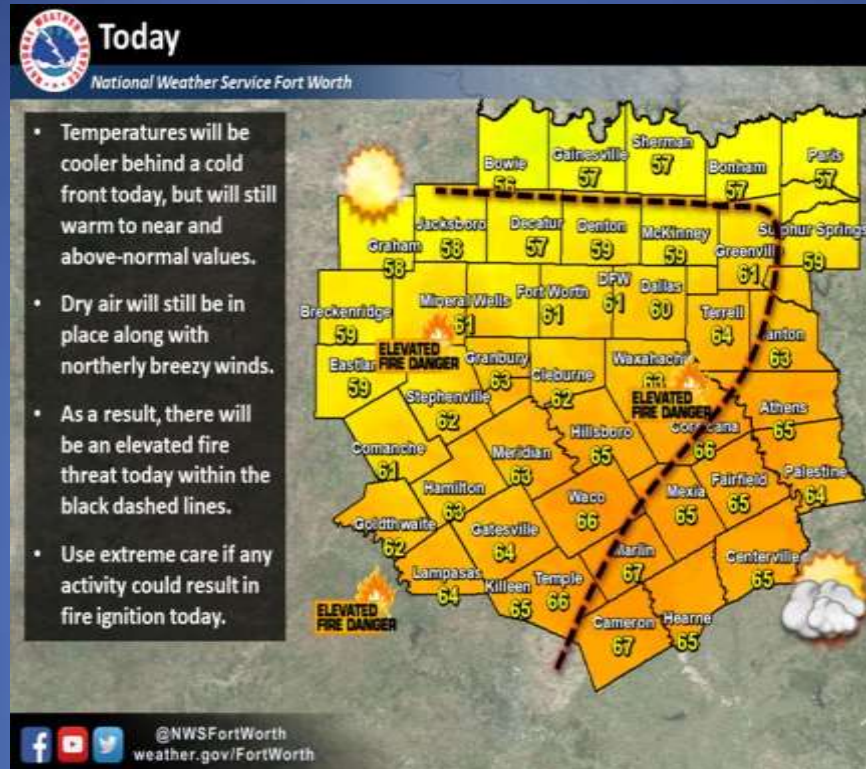 NATIONAL WEATHER SERVICE
Today
National Weather Service Fort Worth
• Temperatures will be
cooler behind a cold
front today, but will still
warm to near and
above-normal values.
• Dry air will still be in
place along with
northerly breezy winds.
• As a result, there will
be an elevated fire
threat today within the
black dashed lines.
• Use extreme care if any
activity could result in
fire ignition today.
Bowie
56
Gainesville
57
Sherman
57
Bonham
57
Paris
57
Graham
58
Jacksboro
58
Decatur
57
Denton
59
McKinney
59
Greenvill
61
Sulphur Springs
59
Breckenridge
59
Mineral Wells
61
Fort Worth
61
DFW
61
Dallas
60
Terrell
64
anton
63
Eastlan
59
ELEVATED
FIRE DANGER
Granbury
63
Cleburne
62
Waxahachi
63
ELEVATED
FIRE DANGER
Athens
65
Stephenville
62
Hillsboro
65
Corsicana
66
Comanche
61
Meridian
63
Palestine
64
Hamilton
63
Waco
66
Mexia
65
Fairfield
65
Goldthwaite
62
Gatesville
64
Marlin
67
Centerville
65
Lampasas
64
Killeen
65
Temple
66
ELEVATED
FIRE DANGER
Cameron
67
Hearne
65
@NWSFortWorth
weather.gov/FortWorth